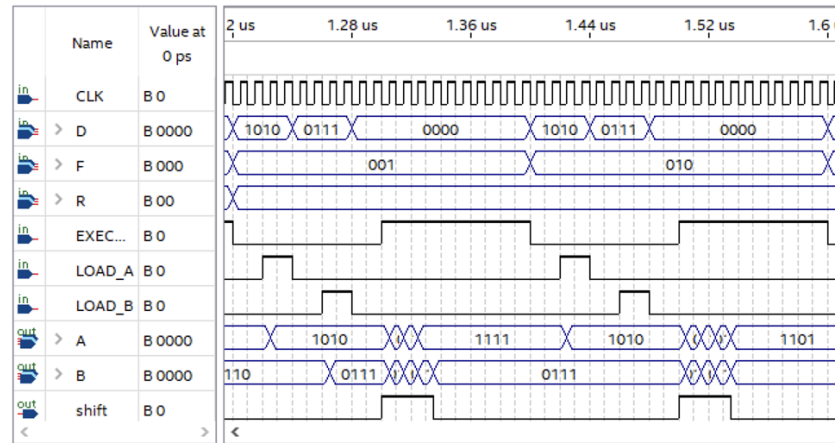 Name
Value at
0 ps
2 us
1.28 us
1.36 us
1.44 us
1.52 us
1.6
in
CLK
B 0
in
D
B 0000
1010
0111
0000
1010
0111
0000
in
F
B 000
001
010
in
R
B 00
in
EXEC...
B 0
in
LOAD_A
B 0
in
LOAD_B
B 0
out
A
B 0000
1010
1111
1010
1101
out
B
B 0000
110
0111
0111
out
shift
B 0